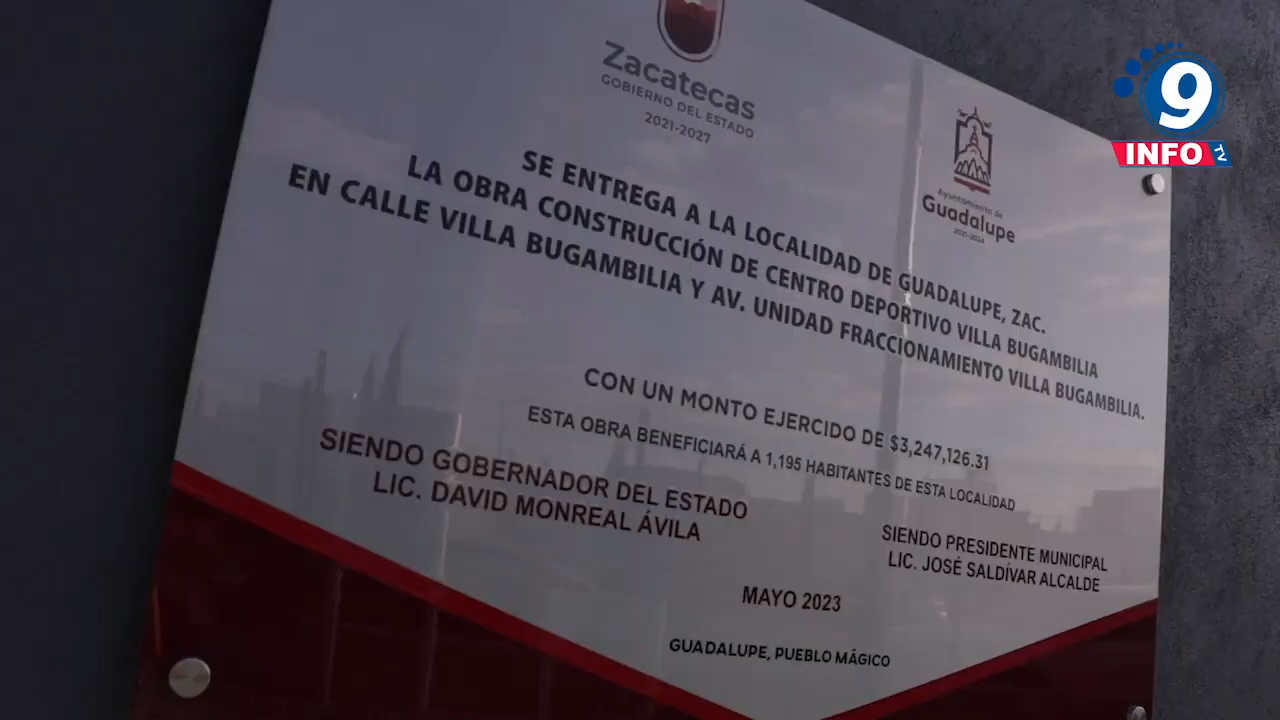 Zacatecas
GOBIERNO DEL ESTADO
2021-2027
Ayuntamiento de
Guadalupe
2021-2024
9
INFO TV
SE ENTREGA A LA LOCALIDAD DE GUADALUPE, ZAC.
LA OBRA CONSTRUCCIÓN DE CENTRO DEPORTIVO VILLA BUGAMBILIA
EN CALLE VILLA BUGAMBILIA Y AV. UNIDAD FRACCIONAMIENTO VILLA BUGAMBILIA.
CON UN MONTO EJERCIDO DE $3,247,126.31
ESTA OBRA BENEFICIARÁ A 1,195 HABITANTES DE ESTA LOCALIDAD
SIENDO GOBERNADOR DEL ESTADO
LIC. DAVID MONREAL ÁVILA
SIENDO PRESIDENTE MUNICIPAL
LIC. JOSÉ SALDÍVAR ALCALDE
MAYO 2023
GUADALUPE, PUEBLO MÁGICO